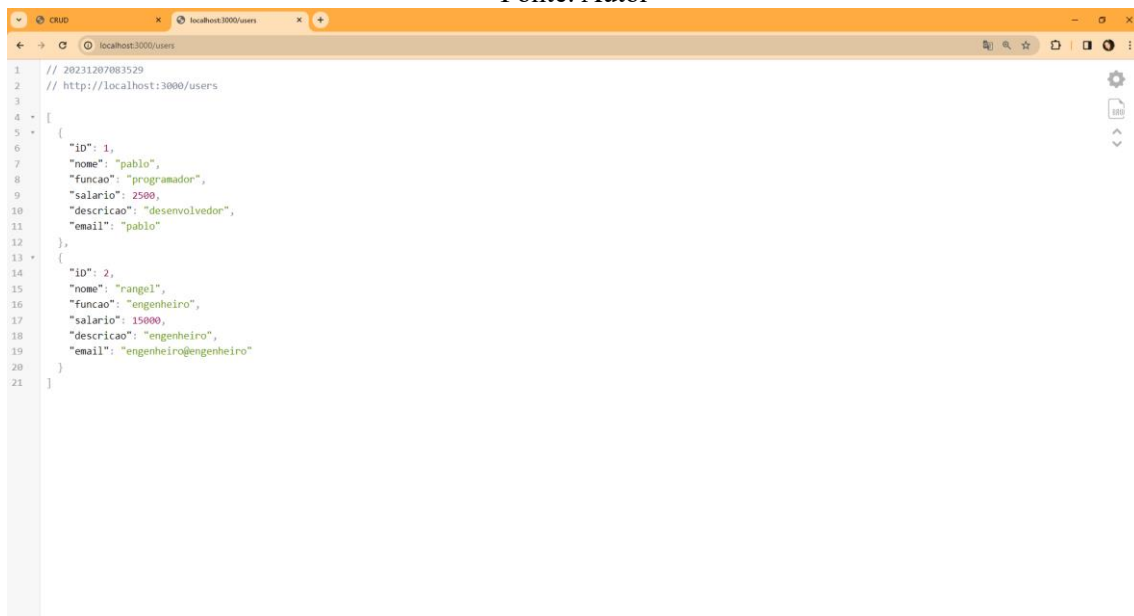 Fonte: Autor
CRUD
localhost:3000/users
localhost:3000/users
1 // 20231207083529
2 // http://localhost:3000/users
3
4 [
5 {
6 "iD": 1,
7 "nome": "pablo",
8 "funcao": "programador",
9 "salario": 2500,
10 "descricao": "desenvolvedor",
11 "email": "pablo"
12 },
13 {
14 "iD": 2,
15 "nome": "rangel",
16 "funcao": "engenheiro",
17 "salario": 15000,
18 "descricao": "engenheiro",
19 "email": "engenheiro@engenheiro"
20 }
21 ]